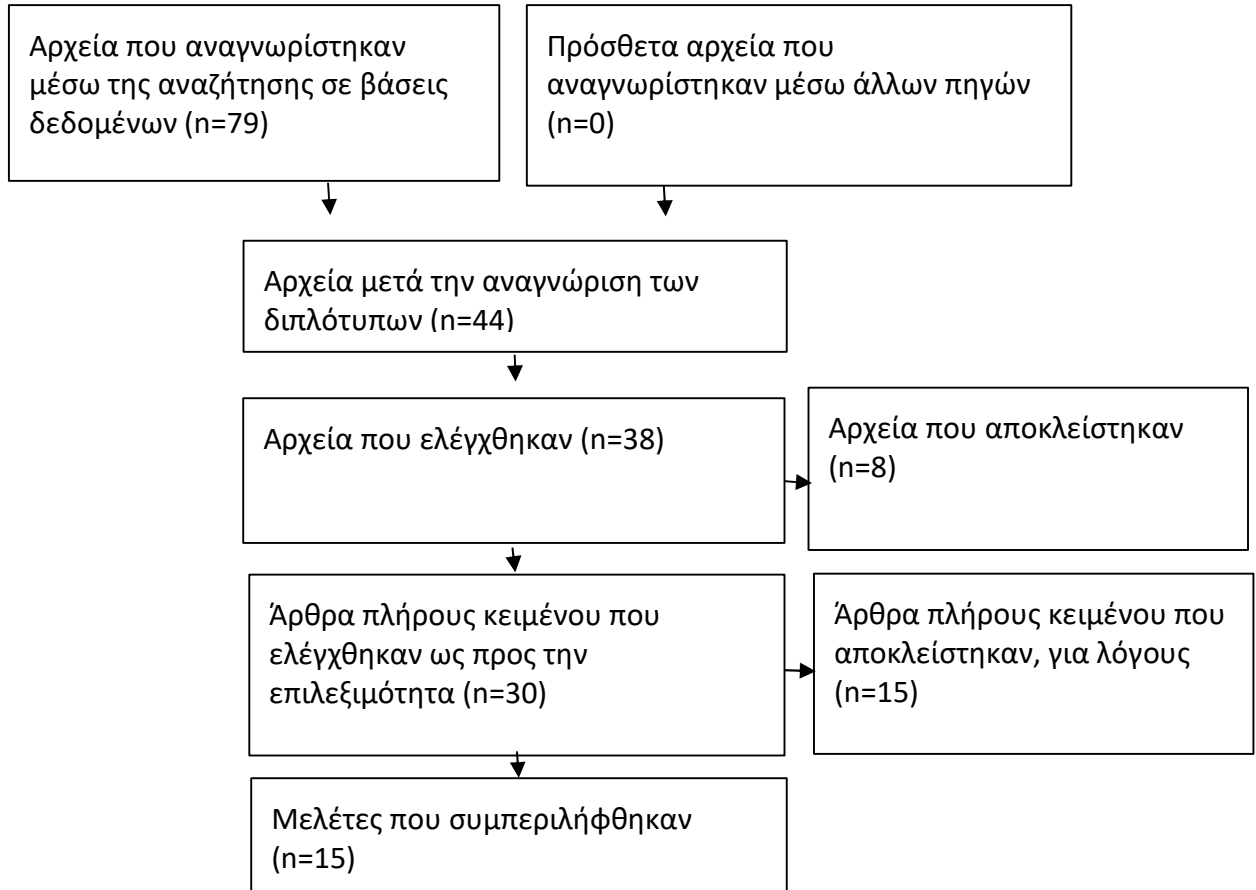 Αρχεία που αναγνωρίστηκαν
μέσω της αναζήτησης σε βάσεις
δεδομένων (n=79)
Πρόσθετα αρχεία που
αναγνωρίστηκαν μέσω άλλων πηγών
(n=0)
Αρχεία μετά την αναγνώριση των
διπλότυπων (n=44)
Αρχεία που ελέγχθηκαν (n=38)
Αρχεία που αποκλείστηκαν
(n=8)
Άρθρα πλήρους κειμένου που
ελέγχθηκαν ως προς την
επιλεξιμότητα (n=30)
Άρθρα πλήρους κειμένου που
αποκλείστηκαν, για λόγους
(n=15)
Μελέτες που συμπεριλήφθηκαν
(n=15)